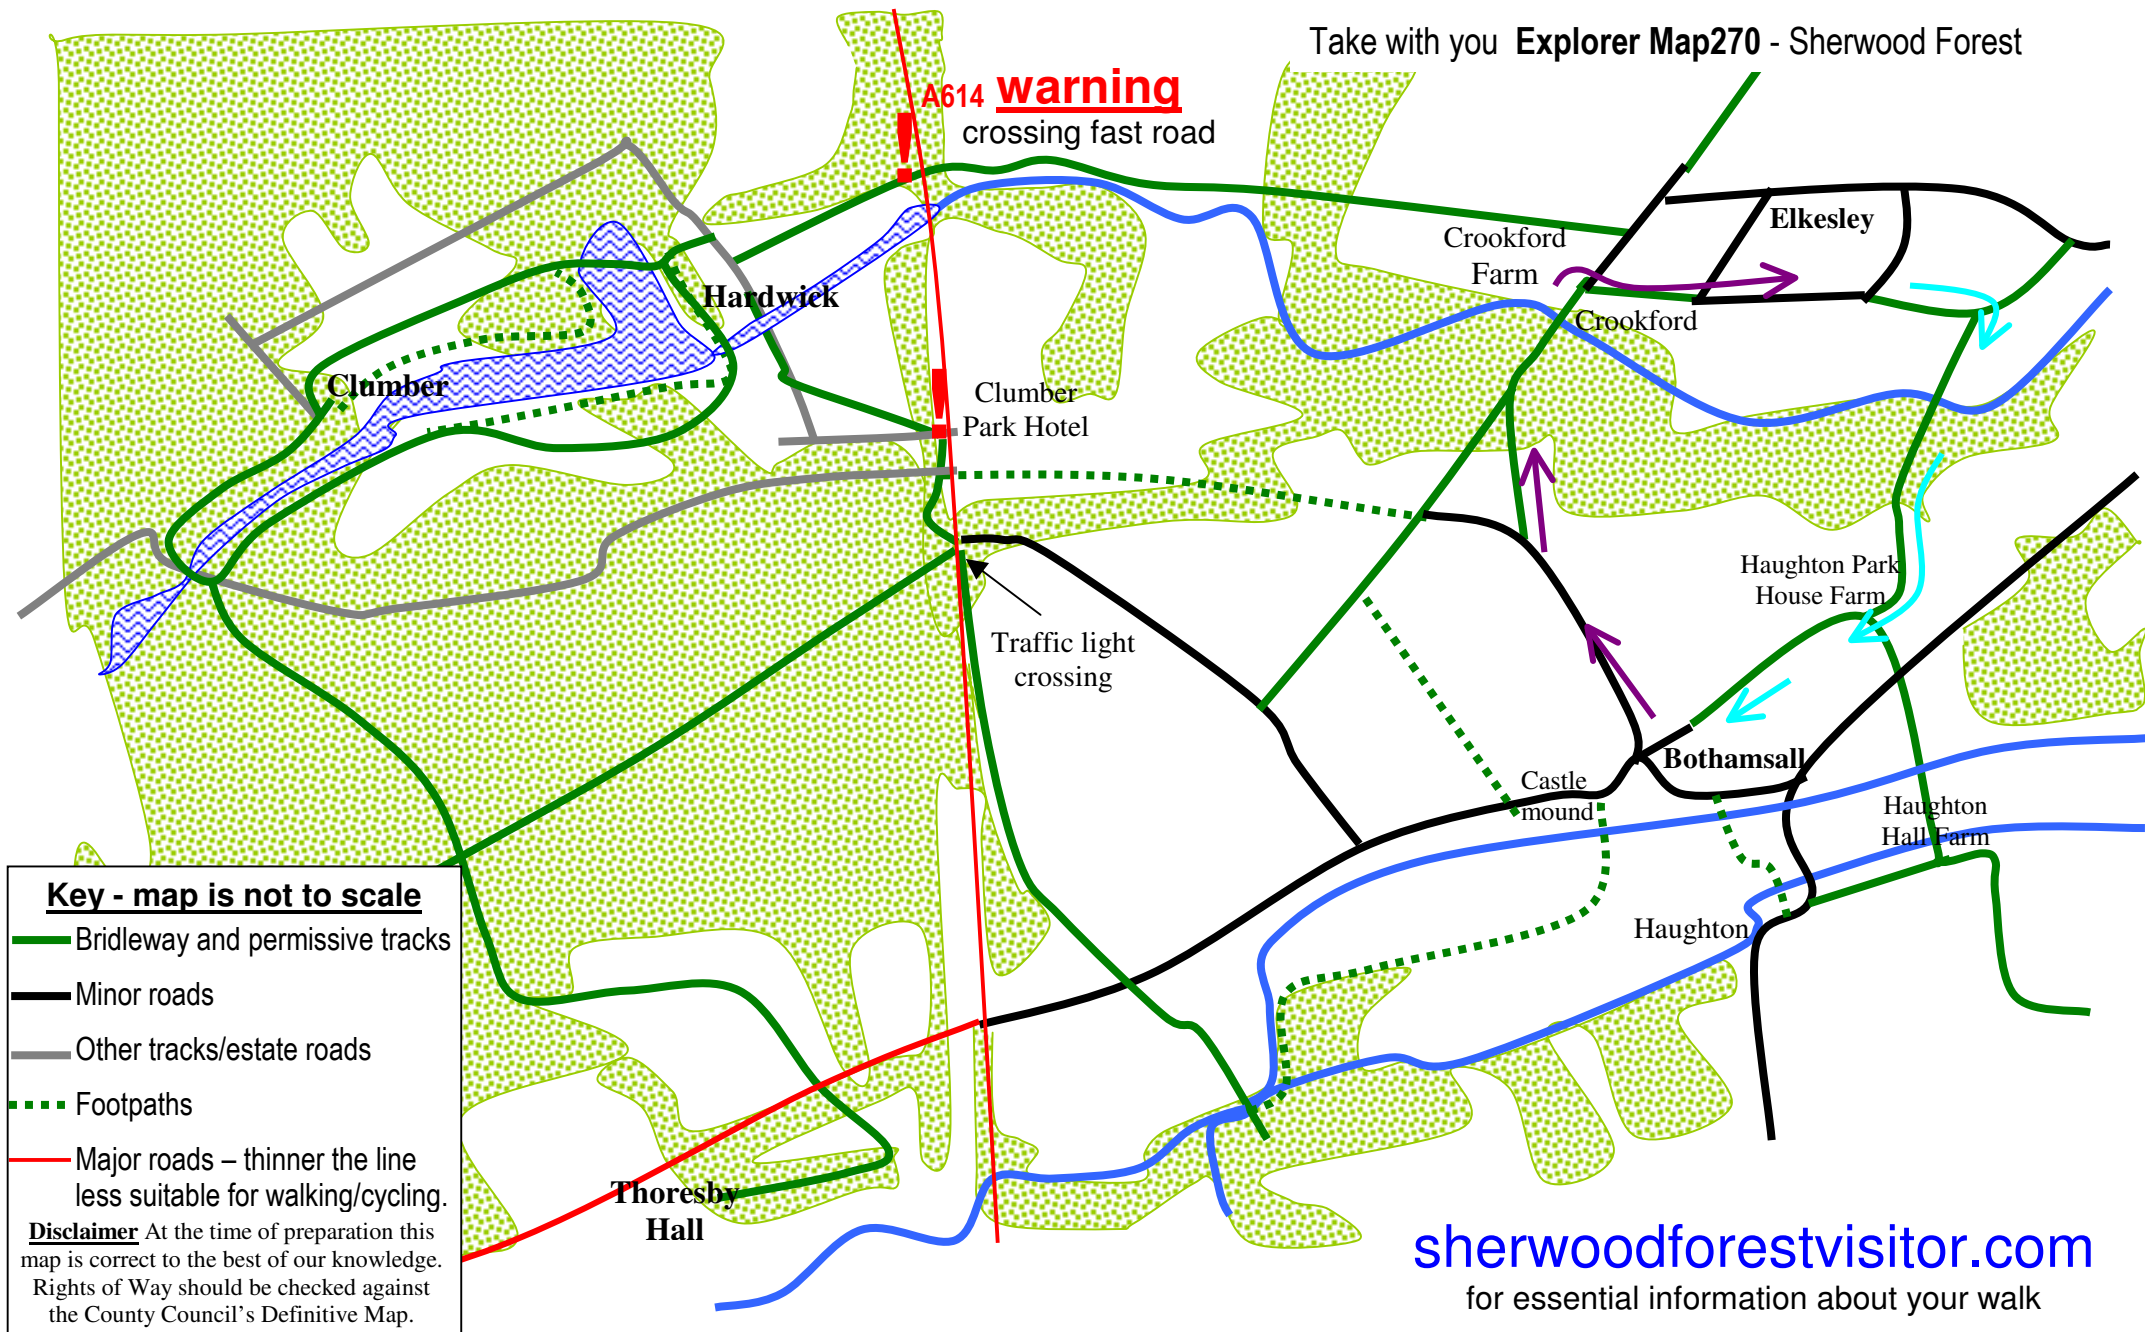 Take with you Explorer Map270 - Sherwood Forest
A614 warning
crossing fast road
Elkesley
Crookford
Farm
Crookford
Hardwick
Clumber
Clumber
Park Hotel
Haughton Park
House Farm
Traffic light
crossing
Bothamsall
Castle
mound
Haughton
Hall Farm
Haughton
Thoresby
Hall
Key - map is not to scale
Bridleway and permissive tracks
Minor roads
Other tracks/estate roads
Footpaths
Major roads – thinner the line
less suitable for walking/cycling.
Disclaimer At the time of preparation this
map is correct to the best of our knowledge.
Rights of Way should be checked against
the County Council's Definitive Map.
sherwoodforestvisitor.com
for essential information about your walk